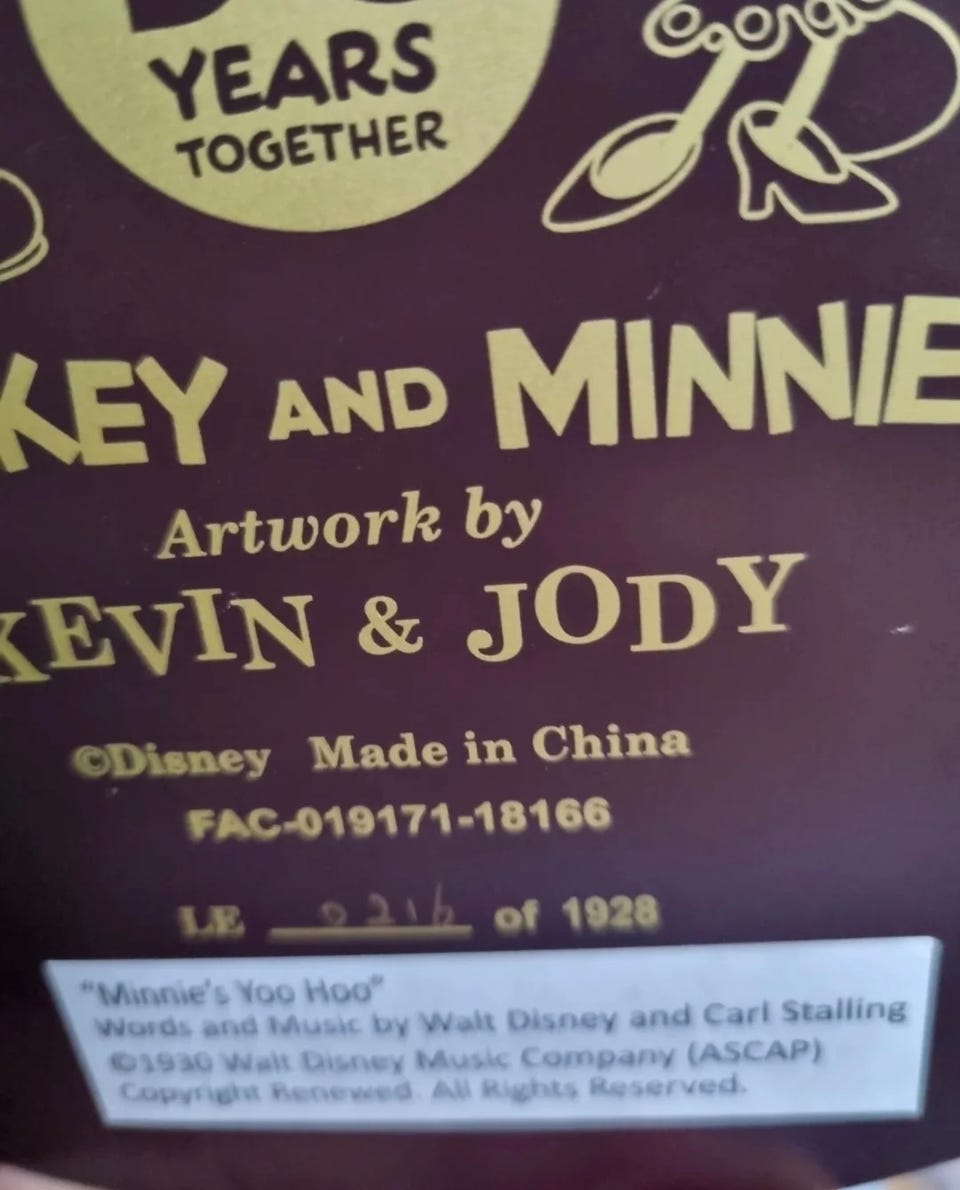 YEARS
TOGETHER
KEY AND MINNIE
Artwork by
KEVIN & JODY
©Disney Made in China
FAC-019171-18166
LE 0216 of 1928
"Minnie's Yoo Hoo"
Words and Music by Walt Disney and Carl Stalling
©1930 Walt Disney Music Company (ASCAP)
Copyright Renewed. All Rights Reserved.